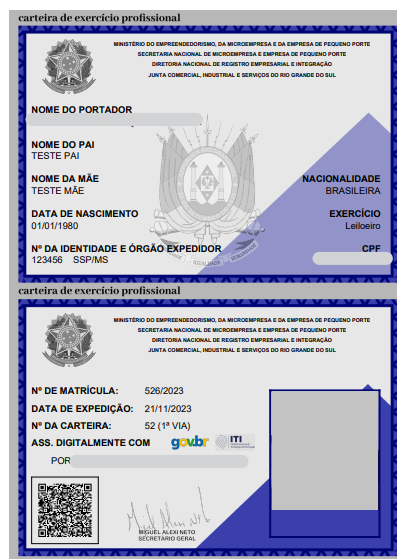 carteira de exercício profissional
MINISTÉRIO DO EMPREENDEDORISMO, DA MICROEMPRESA E DA EMPRESA DE PEQUENO PORTE
SECRETARIA NACIONAL DE MICROEMPRESA E EMPRESA DE PEQUENO PORTE
DIRETORIA NACIONAL DE REGISTRO EMPRESARIAL E INTEGRAÇÃO
JUNTA COMERCIAL, INDUSTRIAL E SERVIÇOS DO RIO GRANDE DO SUL
NOME DO PORTADOR
NOME DO PAI
TESTE PAI
NOME DA MÃE
TESTE MÃE
NACIONALIDADE
BRASILEIRA
DATA DE NASCIMENTO
01/01/1980
EXERCÍCIO
Leiloeiro
Nº DA IDENTIDADE E ÓRGÃO EXPEDIDOR
123456 SSP/MS
CPF
IGUALDADE
carteira de exercício profissional
MINISTÉRIO DO EMPREENDEDORISMO, DA MICROEMPRESA E DA EMPRESA DE PEQUENO PORTE
SECRETARIA NACIONAL DE MICROEMPRESA E EMPRESA DE PEQUENO PORTE
DIRETORIA NACIONAL DE REGISTRO EMPRESARIAL E INTEGRAÇÃO
JUNTA COMERCIAL, INDUSTRIAL E SERVIÇOS DO RIO GRANDE DO SUL
Nº DE MATRÍCULA: 526/2023
DATA DE EXPEDIÇÃO: 21/11/2023
Nº DA CARTEIRA: 52 (1ª VIA)
ASS. DIGITALMENTE COM gov.br ITI
POR
MIGUEL ALEXI NETO
SECRETÁRIO GERAL